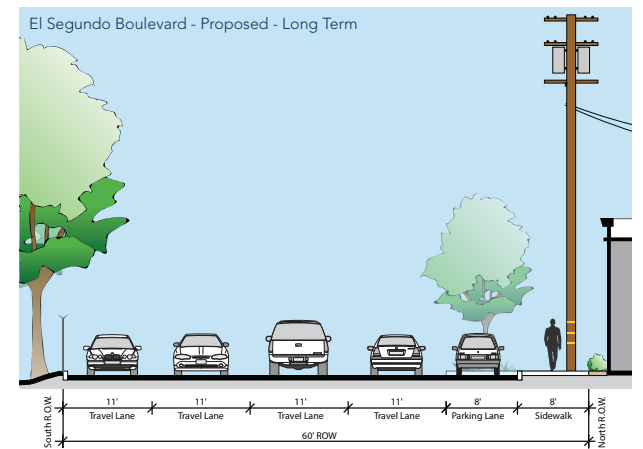 El Segundo Boulevard - Proposed - Long Term
11' 11' 11' 11' 8' 8'
Travel Lane Travel Lane Travel Lane Travel Lane Parking Lane Sidewalk
60' ROW
South R.O.W.
North R.O.W.